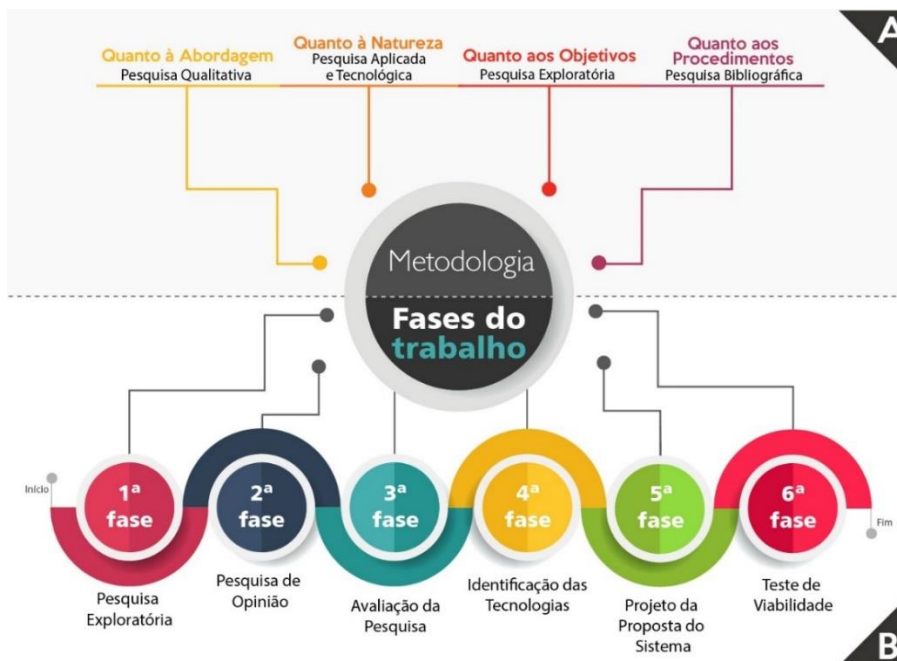 A
Quanto à Abordagem
Pesquisa Qualitativa
Quanto à Natureza
Pesquisa Aplicada
e Tecnológica
Quanto aos Objetivos
Pesquisa Exploratória
Quanto aos
Procedimentos
Pesquisa Bibliográfica
Metodologia
Fases do
trabalho
Início
1ª
fase
2ª
fase
3ª
fase
4ª
fase
5ª
fase
6ª
fase
Fim
Pesquisa
Exploratória
Pesquisa de
Opinião
Avaliação da
Pesquisa
Identificação das
Tecnologias
Projeto da
Proposta do
Sistema
Teste de
Viabilidade
B